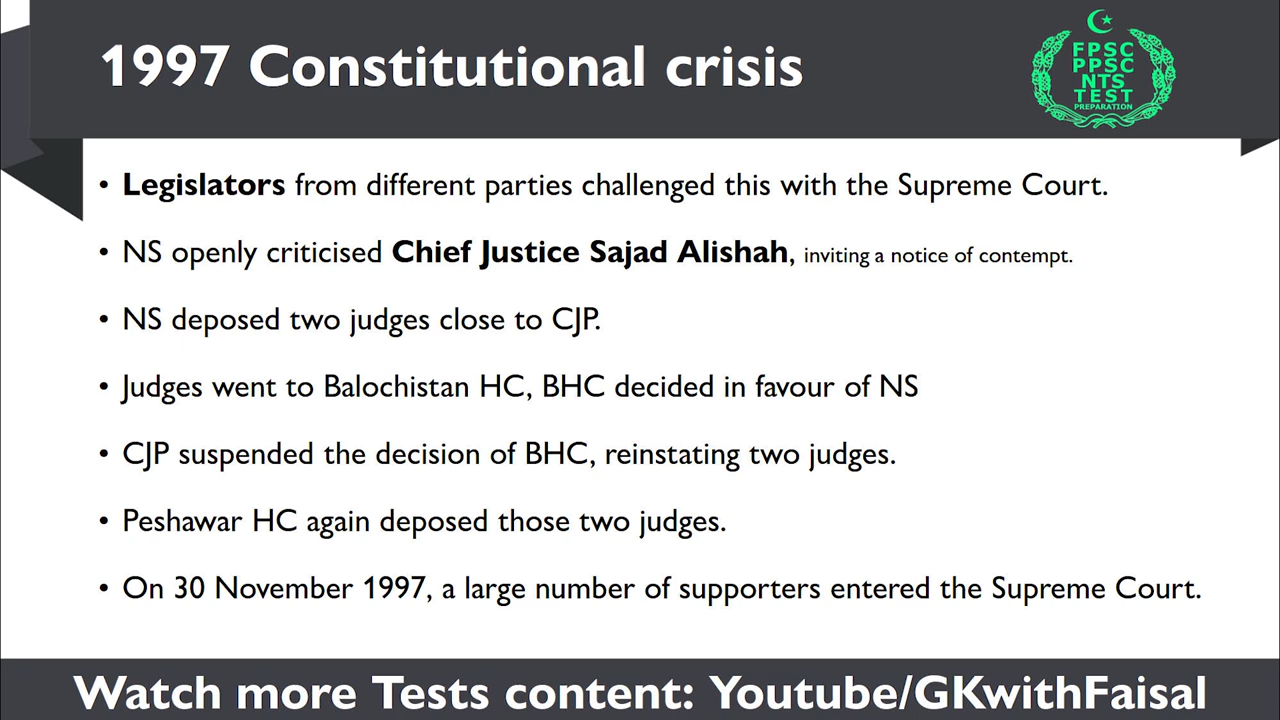 1997 Constitutional crisis
FPSC
PPSC
NTS
TEST
PREPARATION
• Legislators from different parties challenged this with the Supreme Court.
• NS openly criticised Chief Justice Sajad Alishah, inviting a notice of contempt.
• NS deposed two judges close to CJP.
• Judges went to Balochistan HC, BHC decided in favour of NS
• CJP suspended the decision of BHC, reinstating two judges.
• Peshawar HC again deposed those two judges.
• On 30 November 1997, a large number of supporters entered the Supreme Court.
Watch more Tests content: Youtube/GKwithFaisal